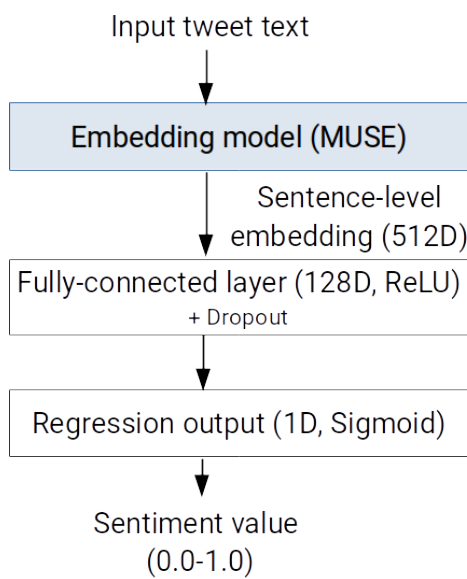 Input tweet text
Embedding model (MUSE)
Sentence-level
embedding (512D)
Fully-connected layer (128D, ReLU)
+ Dropout
Regression output (1D, Sigmoid)
Sentiment value
(0.0-1.0)